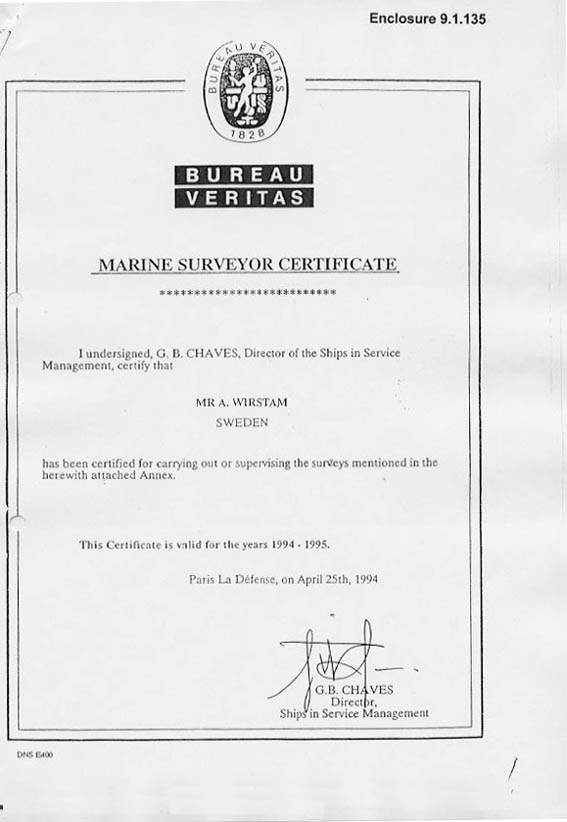 Enclosure 9.1.135
BUREAU VERITAS
1828
BUREAU
VERITAS
MARINE SURVEYOR CERTIFICATE
**************************
I undersigned, G. B. CHAVES, Director of the Ships in Service
Management, certify that
MR A. WIRSTAM
SWEDEN
has been certified for carrying out or supervising the surveys mentioned in the
herewith attached Annex.
This Certificate is valid for the years 1994 - 1995.
Paris La Défense, on April 25th, 1994
G.B. CHAVES
Director,
Ships in Service Management
DNS E400